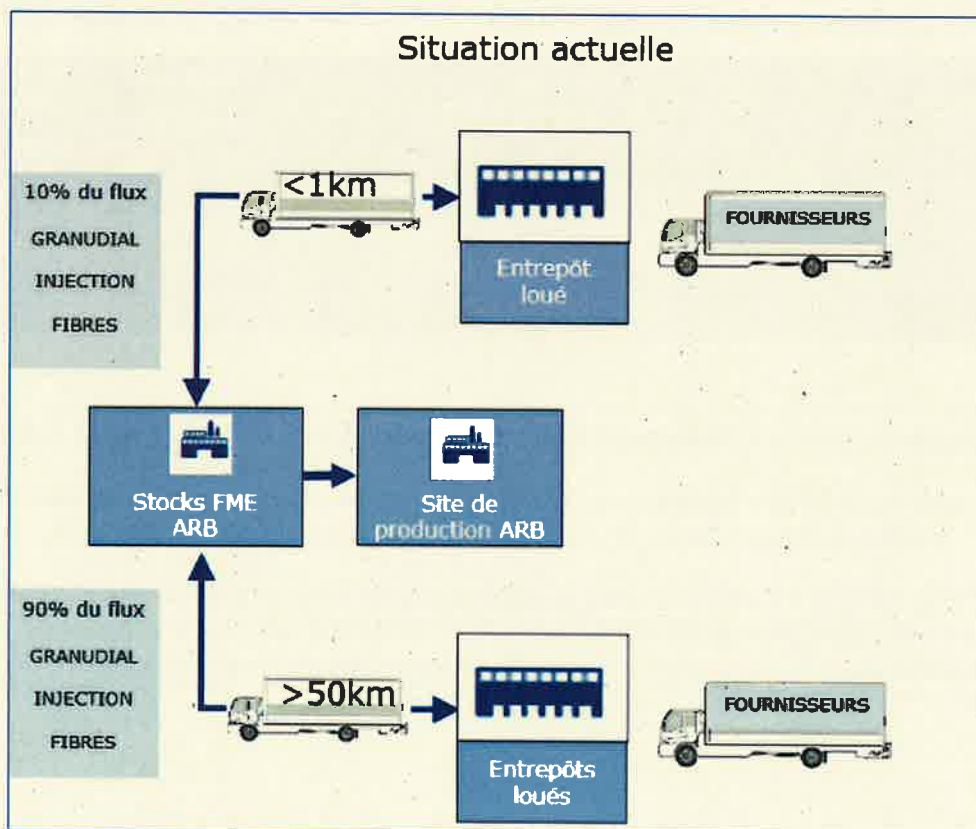 Situation actuelle
10% du flux
GRANUDIAL
INJECTION
FIBRES
<1km
Entrepôt
loué
FOURNISSEURS
Stocks FME
ARB
Site de
production ARB
90% du flux
GRANUDIAL
INJECTION
FIBRES
>50km
Entrepôts
loués
FOURNISSEURS